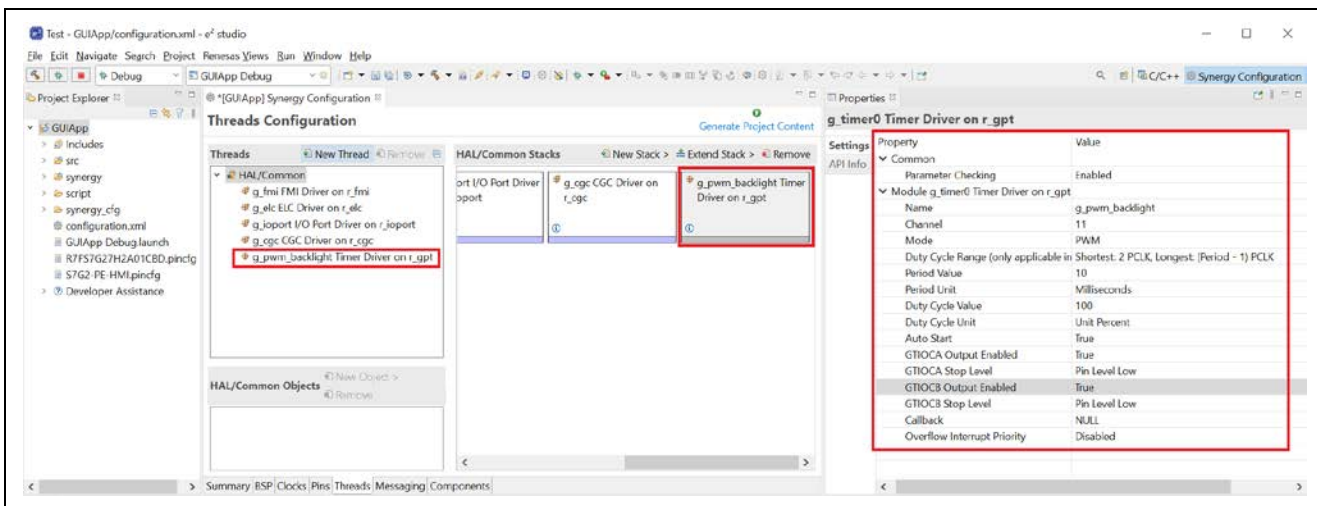 Test - GUIApp/configuration.xml - e² studio
File Edit Navigate Search Project Renesas Views Run Window Help
Debug GUIApp Debug C/C++ Synergy Configuration
Project Explorer
GUIApp
Includes
src
synergy
script
synergy_cfg
configuration.xml
GUIApp Debug.launch
R7FS7G27H2A01CBD.pincfg
S7G2-PE-HMI.pincfg
Developer Assistance
*[GUIApp] Synergy Configuration
Threads Configuration
Generate Project Content
Threads New Thread Remove
HAL/Common
g_fmi FMI Driver on r_fmi
g_elc ELC Driver on r_elc
g_ioport I/O Port Driver on r_ioport
g_cgc CGC Driver on r_cgc
g_pwm_backlight Timer Driver on r_gpt
HAL/Common Objects New Object >
Remove
HAL/Common Stacks New Stack > Extend Stack > Remove
ort I/O Port Driver
oport
g_cgc CGC Driver on
r_cgc
g_pwm_backlight Timer
Driver on r_gpt
Summary BSP Clocks Pins Threads Messaging Components
Properties
g_timer0 Timer Driver on r_gpt
Settings
API Info
Property Value
Common
Parameter Checking Enabled
Module g_timer0 Timer Driver on r_gpt
Name g_pwm_backlight
Channel 11
Mode PWM
Duty Cycle Range (only applicable in Shortest: 2 PCLK, Longest: (Period - 1) PCLK
Period Value 10
Period Unit Milliseconds
Duty Cycle Value 100
Duty Cycle Unit Unit Percent
Auto Start True
GTIOCA Output Enabled True
GTIOCA Stop Level Pin Level Low
GTIOCB Output Enabled True
GTIOCB Stop Level Pin Level Low
Callback NULL
Overflow Interrupt Priority Disabled